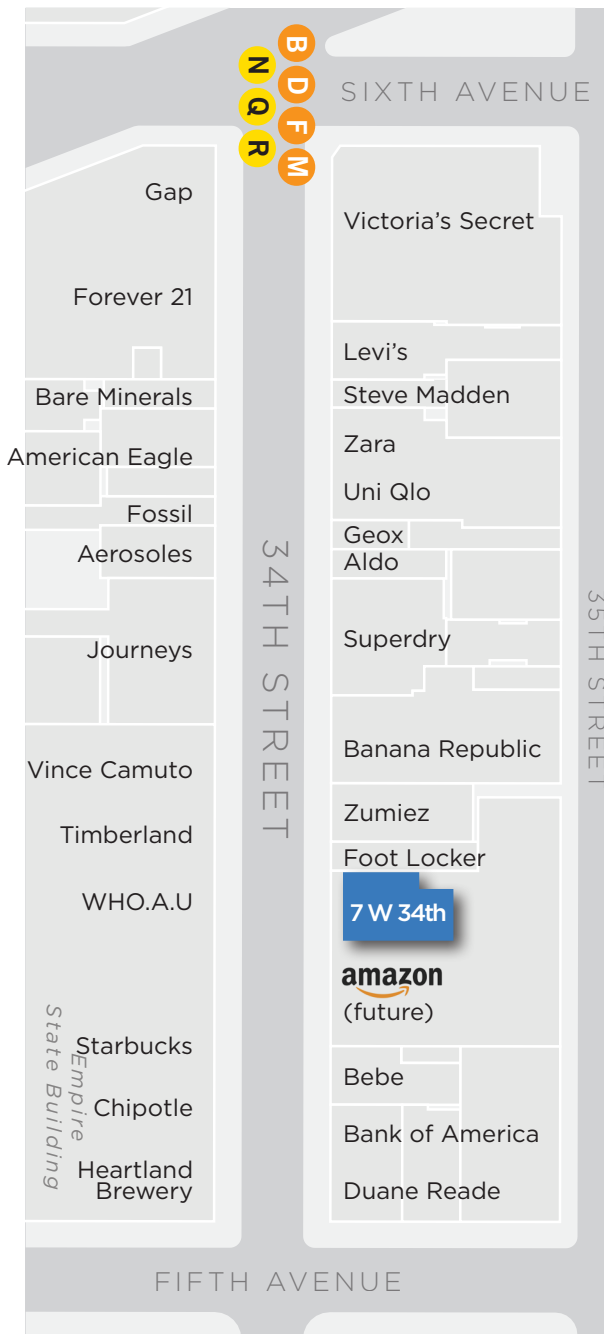 B
D
F
M
N
Q
R
SIXTH AVENUE
Gap
Forever 21
Bare Minerals
American Eagle
Fossil
Aerosoles
Journeys
Vince Camuto
Timberland
WHO.A.U
Starbucks
Chipotle
Heartland
Brewery
Empire
State Building
34TH STREET
Victoria's Secret
Levi's
Steve Madden
Zara
Uni Qlo
Geox
Aldo
Superdry
Banana Republic
Zumiez
Foot Locker
7 W 34th
amazon
(future)
Bebe
Bank of America
Duane Reade
35TH STREET
FIFTH AVENUE